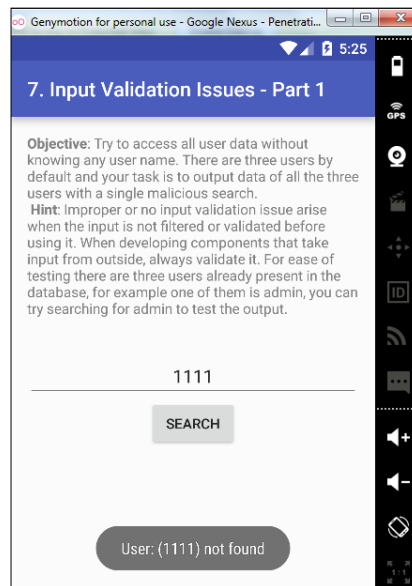 Genymotion for personal use - Google Nexus - Penetrati...
5:25
7. Input Validation Issues - Part 1
Objective: Try to access all user data without
knowing any user name. There are three users by
default and your task is to output data of all the three
users with a single malicious search.
Hint: Improper or no input validation issue arise
when the input is not filtered or validated before
using it. When developing components that take
input from outside, always validate it. For ease of
testing there are three users already present in the
database, for example one of them is admin, you can
try searching for admin to test the output.
1111
SEARCH
User: (1111) not found
GPS
ID
1:1